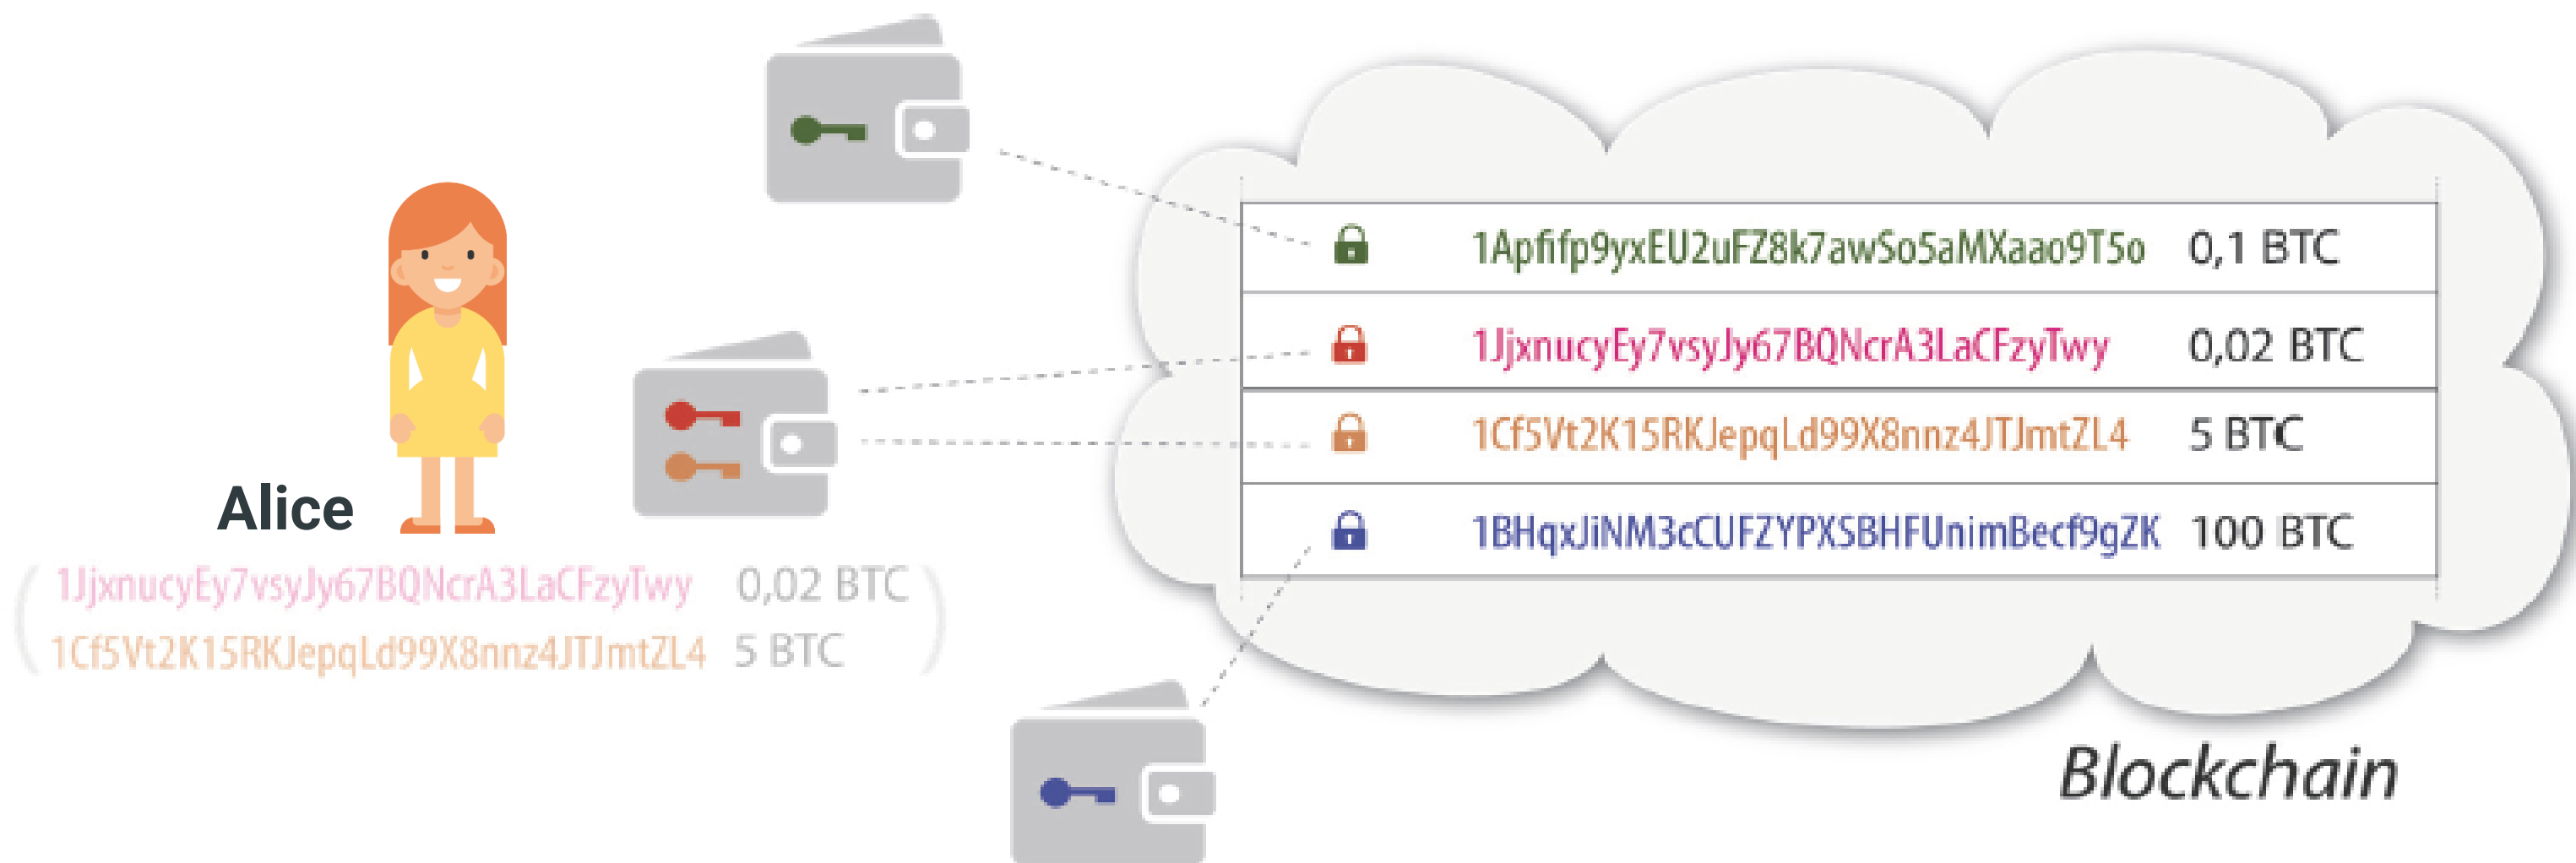 1Apfifp9yxEU2uFZ8k7awSo5aMXaao9T5o 0,1 BTC
1JjxnucyEy7vsyJy67BQNcrA3LaCFzyTwy 0,02 BTC
1Cf5Vt2K15RKJepqLd99X8nnz4JTJmtZL4 5 BTC
1BHqxJiNM3cCUFZYPXSBHFUnimBecf9gZK 100 BTC
Alice
( 1JjxnucyEy7vsyJy67BQNcrA3LaCFzyTwy 0,02 BTC
1Cf5Vt2K15RKJepqLd99X8nnz4JTJmtZL4 5 BTC )
Blockchain